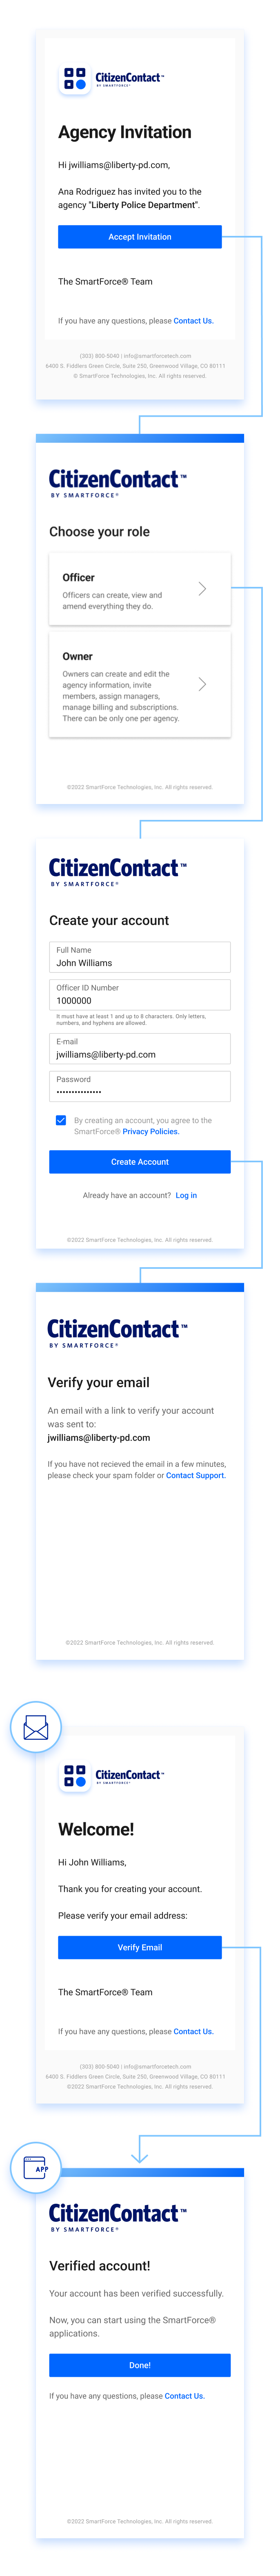 CitizenContact™
BY SMARTFORCE®
Agency Invitation
Hi jwilliams@liberty-pd.com,
Ana Rodriguez has invited you to the
agency "Liberty Police Department".
Accept Invitation
The SmartForce® Team
If you have any questions, please Contact Us.
(303) 800-5040 | info@smartforcetech.com
6400 S. Fiddlers Green Circle, Suite 250, Greenwood Village, CO 80111
© SmartForce Technologies, Inc. All rights reserved.
CitizenContact™
BY SMARTFORCE®
Choose your role
Officer
Officers can create, view and
amend everything they do.
Owner
Owners can create and edit the
agency information, invite
members, assign managers,
manage billing and subscriptions.
There can be only one per agency.
©2022 SmartForce Technologies, Inc. All rights reserved.
CitizenContact™
BY SMARTFORCE®
Create your account
Full Name
John Williams
Officer ID Number
1000000
It must have at least 1 and up to 8 characters. Only letters,
numbers, and hyphens are allowed.
E-mail
jwilliams@liberty-pd.com
Password
•••••••••••••••
By creating an account, you agree to the
SmartForce® Privacy Policies.
Create Account
Already have an account? Log in
©2022 SmartForce Technologies, Inc. All rights reserved.
CitizenContact™
BY SMARTFORCE®
Verify your email
An email with a link to verify your account
was sent to:
jwilliams@liberty-pd.com
If you have not recieved the email in a few minutes,
please check your spam folder or Contact Support.
©2022 SmartForce Technologies, Inc. All rights reserved.
CitizenContact™
BY SMARTFORCE®
Welcome!
Hi John Williams,
Thank you for creating your account.
Please verify your email address:
Verify Email
The SmartForce® Team
If you have any questions, please Contact Us.
(303) 800-5040 | info@smartforcetech.com
6400 S. Fiddlers Green Circle, Suite 250, Greenwood Village, CO 80111
©2022 SmartForce Technologies, Inc. All rights reserved.
APP
CitizenContact™
BY SMARTFORCE®
Verified account!
Your account has been verified successfully.
Now, you can start using the SmartForce®
applications.
Done!
If you have any questions, please Contact Us.
©2022 SmartForce Technologies, Inc. All rights reserved.